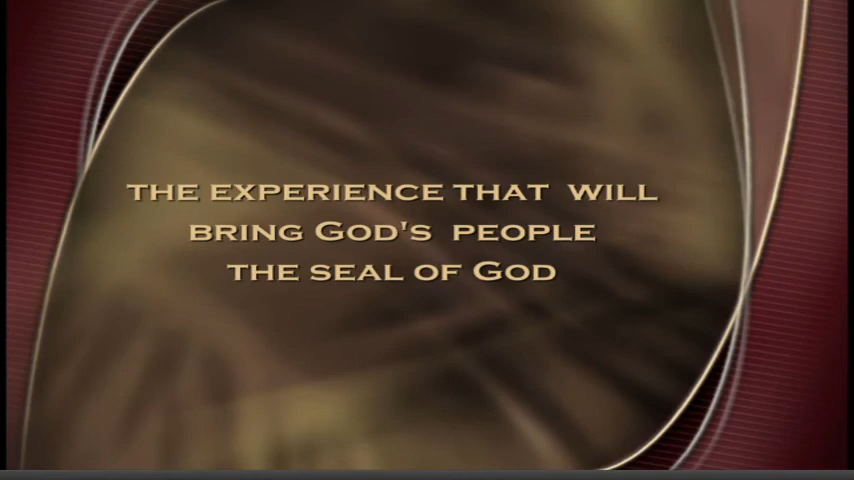 THE EXPERIENCE THAT WILL
BRING GOD'S PEOPLE
THE SEAL OF GOD